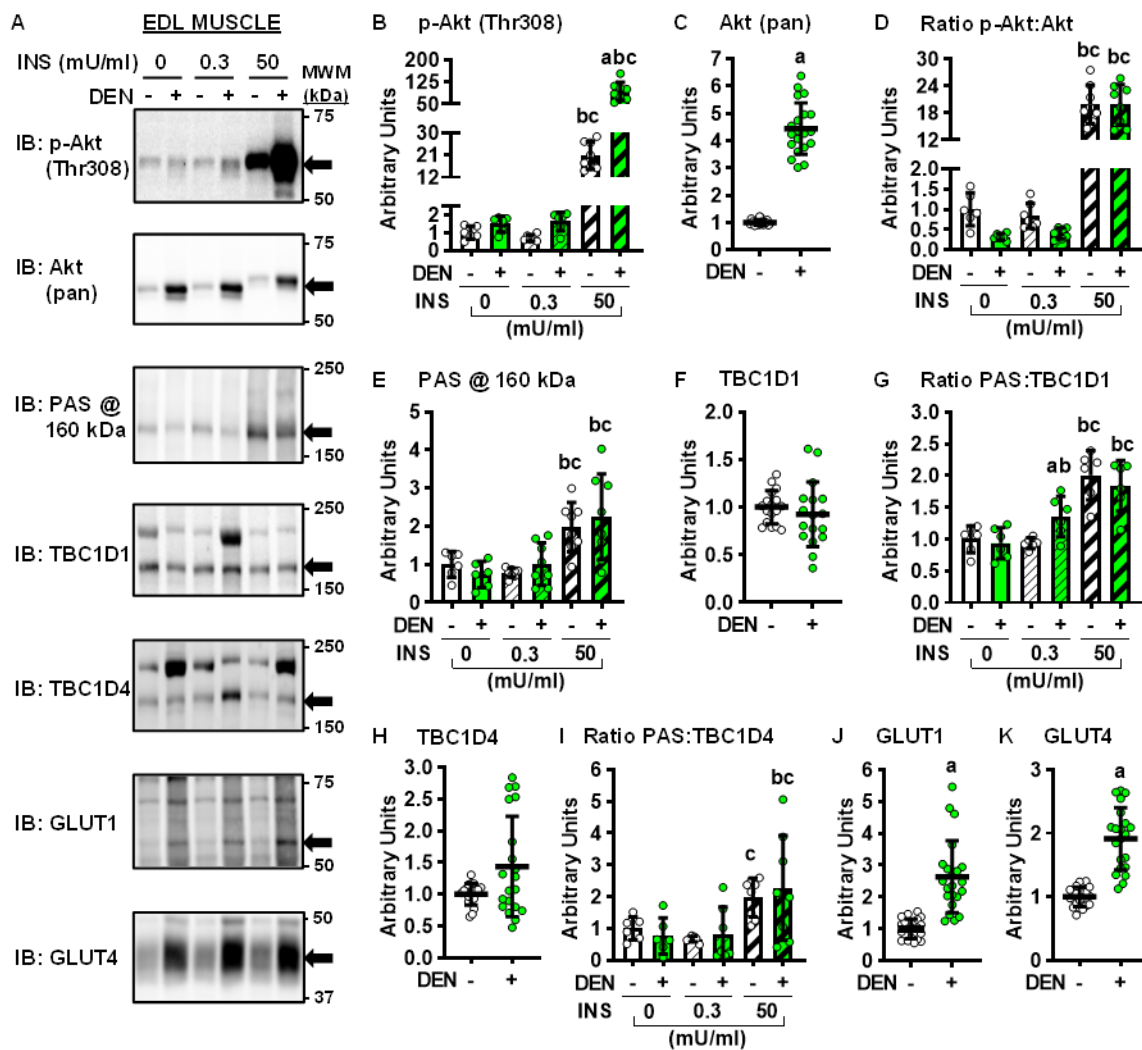 A
EDL MUSCLE
INS (mU/ml) 0 0.3 50 MWM
DEN - + - + - + (kDa)
75
IB: p-Akt
(Thr308)
50
75
IB: Akt
(pan)
50
250
IB: PAS @
160 kDa
150
250
IB: TBC1D1
150
250
IB: TBC1D4
150
75
IB: GLUT1
50
50
IB: GLUT4
37
B p-Akt (Thr308)
Arbitrary Units
200
125
50
30
21
12
2
1
0
bc
abc
DEN - + - + - +
INS 0 0.3 50
(mU/ml)
C Akt (pan)
Arbitrary Units
7
6
5
4
3
2
1
0
a
DEN - +
D Ratio p-Akt:Akt
Arbitrary Units
30
24
18
12
2.0
1.5
1.0
0.5
0.0
bc bc
DEN - + - + - +
INS 0 0.3 50
(mU/ml)
E PAS @ 160 kDa
Arbitrary Units
5
4
3
2
1
0
bc
bc
DEN - + - + - +
INS 0 0.3 50
(mU/ml)
F TBC1D1
Arbitrary Units
2.0
1.5
1.0
0.5
0.0
DEN - +
G Ratio PAS:TBC1D1
Arbitrary Units
3.0
2.5
2.0
1.5
1.0
0.5
0.0
ab
bc
bc
DEN - + - + - +
INS 0 0.3 50
(mU/ml)
H TBC1D4
Arbitrary Units
3.0
2.5
2.0
1.5
1.0
0.5
0.0
DEN - +
I Ratio PAS:TBC1D4
Arbitrary Units
6
5
4
3
2
1
0
c
bc
DEN - + - + - +
INS 0 0.3 50
(mU/ml)
J GLUT1
Arbitrary Units
6
5
4
3
2
1
0
a
DEN - +
K GLUT4
Arbitrary Units
3
2
1
0
a
DEN - +